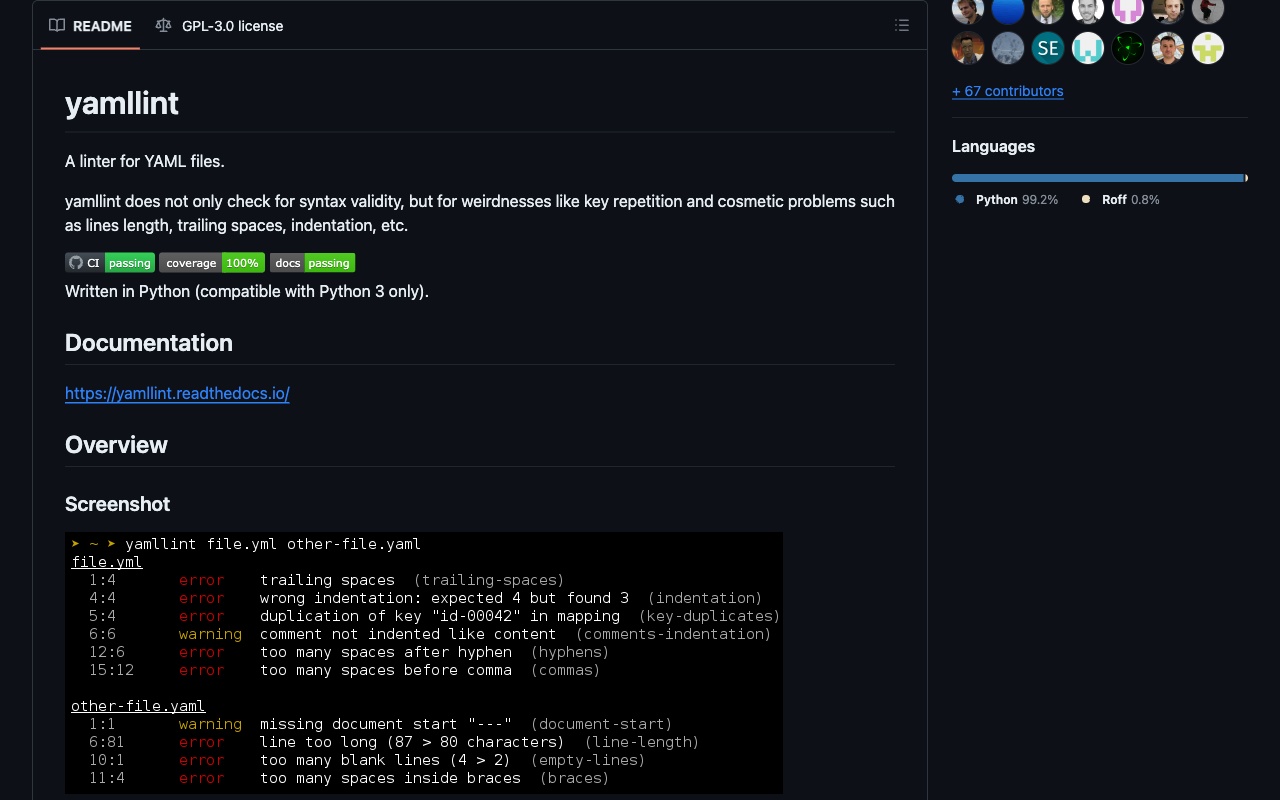 README
GPL-3.0 license
yamllint
A linter for YAML files.
yamllint does not only check for syntax validity, but for weirdnesses like key repetition and cosmetic problems such
as lines length, trailing spaces, indentation, etc.
CI passing coverage 100% docs passing
Written in Python (compatible with Python 3 only).
Documentation
https://yamllint.readthedocs.io/
Overview
Screenshot
➤ ~ ➤ yamllint file.yml other-file.yaml
file.yml
1:4 error trailing spaces (trailing-spaces)
4:4 error wrong indentation: expected 4 but found 3 (indentation)
5:4 error duplication of key "id-00042" in mapping (key-duplicates)
6:6 warning comment not indented like content (comments-indentation)
12:6 error too many spaces after hyphen (hyphens)
15:12 error too many spaces before comma (commas)
other-file.yaml
1:1 warning missing document start "---" (document-start)
6:81 error line too long (87 > 80 characters) (line-length)
10:1 error too many blank lines (4 > 2) (empty-lines)
11:4 error too many spaces inside braces (braces)
SE
+ 67 contributors
Languages
Python 99.2% Roff 0.8%